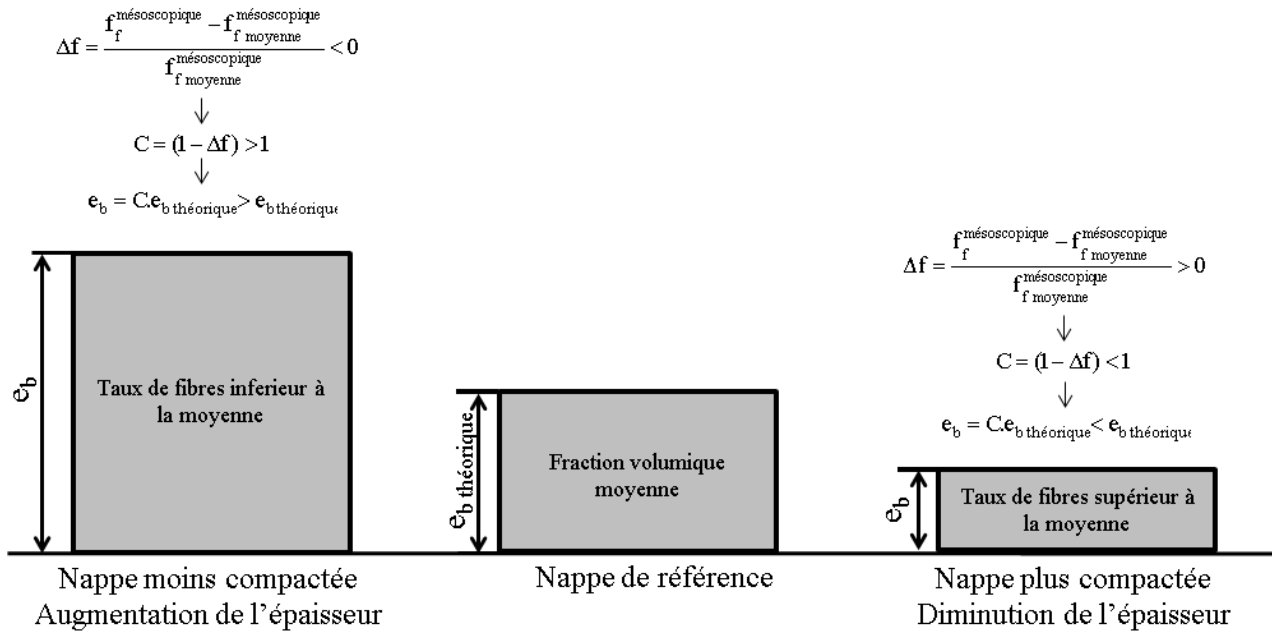 Δf = (f_f^mésoscopique − f_f moyenne^mésoscopique) / f_f moyenne^mésoscopique < 0
↓
C = (1 − Δf) > 1
↓
e_b = C.e_b théorique > e_b théorique
e_b
Taux de fibres inferieur à
la moyenne
Nappe moins compactée
Augmentation de l’épaisseur
e_b théorique
Fraction volumique
moyenne
Nappe de référence
Δf = (f_f^mésoscopique − f_f moyenne^mésoscopique) / f_f moyenne^mésoscopique > 0
↓
C = (1 − Δf) < 1
↓
e_b = C.e_b théorique < e_b théorique
e_b
Taux de fibres supérieur à
la moyenne
Nappe plus compactée
Diminution de l’épaisseur